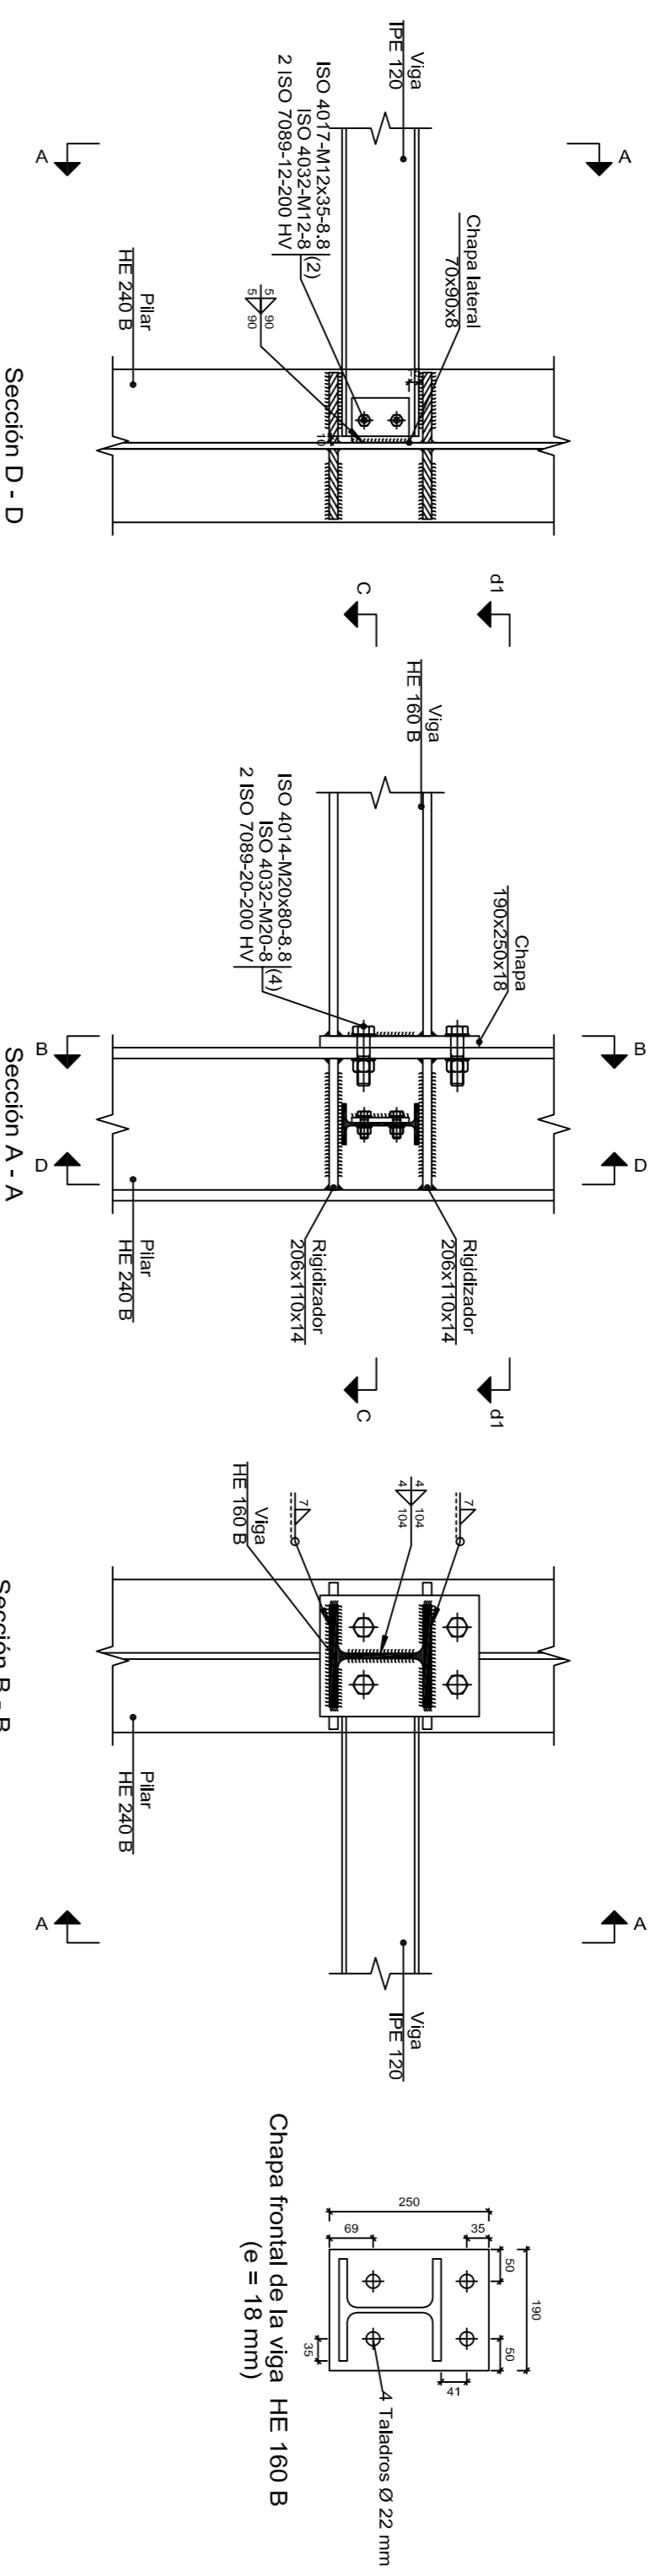 Viga
IPE 120
ISO 4017-M12x35-8.8
ISO 4032-M12-8
2 ISO 7089-12-200 HV
(2)
Chapa lateral
70x90x8
5
5
90
90
10
Pilar
HE 240 B
A
A
Sección D - D
C
d1
Viga
HE 160 B
ISO 4014-M20x80-8.8
ISO 4032-M20-8
2 ISO 7089-20-200 HV
(4)
Chapa
190x250x18
B
B
D
D
Rigidizador
206x110x14
Rigidizador
206x110x14
Pilar
HE 240 B
Sección A - A
C
d1
7
4
4
104
104
7
Viga
HE 160 B
Pilar
HE 240 B
A
A
Sección B - B
Viga
IPE 120
250
69
35
50
190
50
35
41
4 Taladros Ø 22 mm
Chapa frontal de la viga HE 160 B
(e = 18 mm)